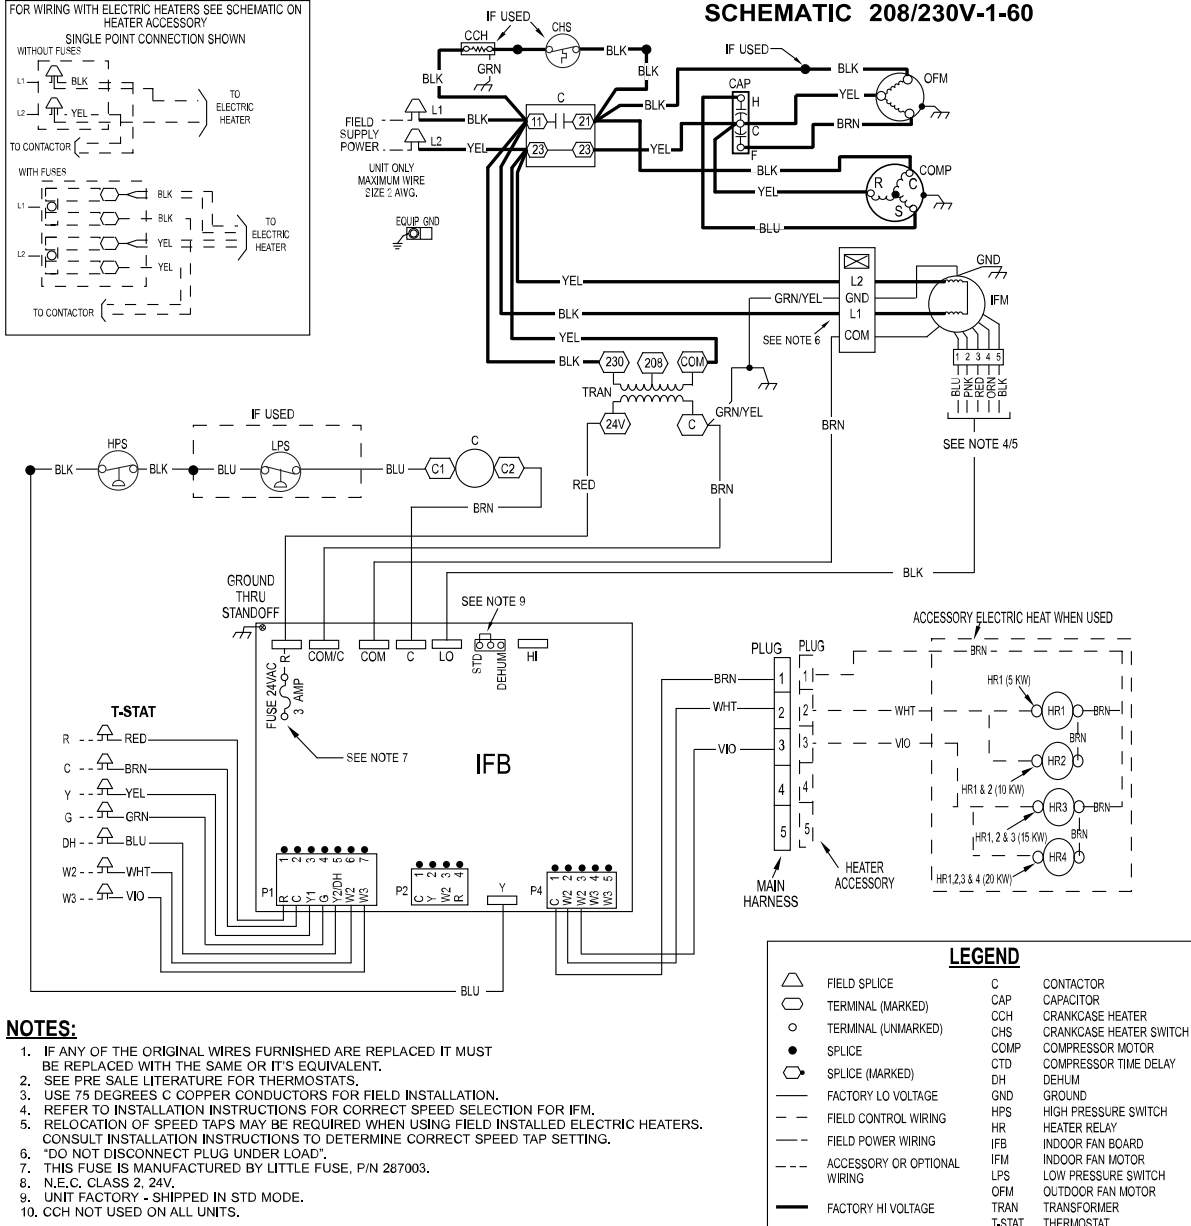 FOR WIRING WITH ELECTRIC HEATERS SEE SCHEMATIC ON
HEATER ACCESSORY
SINGLE POINT CONNECTION SHOWN
WITHOUT FUSES
L1
BLK
L2
YEL
TO
ELECTRIC
HEATER
TO CONTACTOR
WITH FUSES
L1
BLK
BLK
L2
YEL
YEL
TO
ELECTRIC
HEATER
TO CONTACTOR
SCHEMATIC 208/230V-1-60
IF USED
CCH
CHS
BLK
GRN
BLK
BLK
IF USED
BLK
OFM
CAP
H
C
F
YEL
BRN
FIELD
SUPPLY
POWER
L1
BLK
L2
YEL
C
11
21
23
23
BLK
YEL
UNIT ONLY
MAXIMUM WIRE
SIZE 2 AWG.
BLK
YEL
BLU
COMP
R
C
S
EQUIP GND
YEL
BLK
YEL
BLK
GRN/YEL
L2
GND
L1
COM
SEE NOTE 6
GND
IFM
1 2 3 4 5
BLU
PNK
RED
ORN
BLK
SEE NOTE 4/5
230
208
COM
TRAN
24V
C
GRN/YEL
BRN
RED
BRN
IF USED
HPS
LPS
C
BLK
BLK
BLU
BLU
C1
C2
BRN
BLK
GROUND
THRU
STANDOFF
SEE NOTE 9
R
COM/C
COM
C
LO
STD
DEHUM
HI
FUSE 24VAC
3 AMP
SEE NOTE 7
IFB
T-STAT
R RED
C BRN
Y YEL
G GRN
DH BLU
W2 WHT
W3 VIO
P1
1 2 3 4 5 6 7
R C Y1 G Y2/DH W2 W3
P2
1 2 3 4
C Y W2 R
Y
P4
1 2 3 4 5
C W2 W2 W3 W3
BLU
PLUG
PLUG
BRN
1
1
WHT
2
2
VIO
3
3
4
4
5
5
MAIN
HARNESS
HEATER
ACCESSORY
ACCESSORY ELECTRIC HEAT WHEN USED
BRN
WHT
VIO
HR1 (5 KW)
HR1
BRN
BRN
HR2
HR1 & 2 (10 KW)
HR3
BRN
HR1, 2 & 3 (15 KW)
BRN
HR4
HR1,2,3 & 4 (20 KW)
NOTES:
1. IF ANY OF THE ORIGINAL WIRES FURNISHED ARE REPLACED IT MUST
BE REPLACED WITH THE SAME OR IT'S EQUIVALENT.
2. SEE PRE SALE LITERATURE FOR THERMOSTATS.
3. USE 75 DEGREES C COPPER CONDUCTORS FOR FIELD INSTALLATION.
4. REFER TO INSTALLATION INSTRUCTIONS FOR CORRECT SPEED SELECTION FOR IFM.
5. RELOCATION OF SPEED TAPS MAY BE REQUIRED WHEN USING FIELD INSTALLED ELECTRIC HEATERS.
CONSULT INSTALLATION INSTRUCTIONS TO DETERMINE CORRECT SPEED TAP SETTING.
6. "DO NOT DISCONNECT PLUG UNDER LOAD".
7. THIS FUSE IS MANUFACTURED BY LITTLE FUSE, P/N 287003.
8. N.E.C. CLASS 2, 24V.
9. UNIT FACTORY - SHIPPED IN STD MODE.
10. CCH NOT USED ON ALL UNITS.
LEGEND
FIELD SPLICE
TERMINAL (MARKED)
TERMINAL (UNMARKED)
SPLICE
SPLICE (MARKED)
FACTORY LO VOLTAGE
FIELD CONTROL WIRING
FIELD POWER WIRING
ACCESSORY OR OPTIONAL
WIRING
FACTORY HI VOLTAGE
C CONTACTOR
CAP CAPACITOR
CCH CRANKCASE HEATER
CHS CRANKCASE HEATER SWITCH
COMP COMPRESSOR MOTOR
CTD COMPRESSOR TIME DELAY
DH DEHUM
GND GROUND
HPS HIGH PRESSURE SWITCH
HR HEATER RELAY
IFB INDOOR FAN BOARD
IFM INDOOR FAN MOTOR
LPS LOW PRESSURE SWITCH
OFM OUTDOOR FAN MOTOR
TRAN TRANSFORMER
T-STAT THERMOSTAT